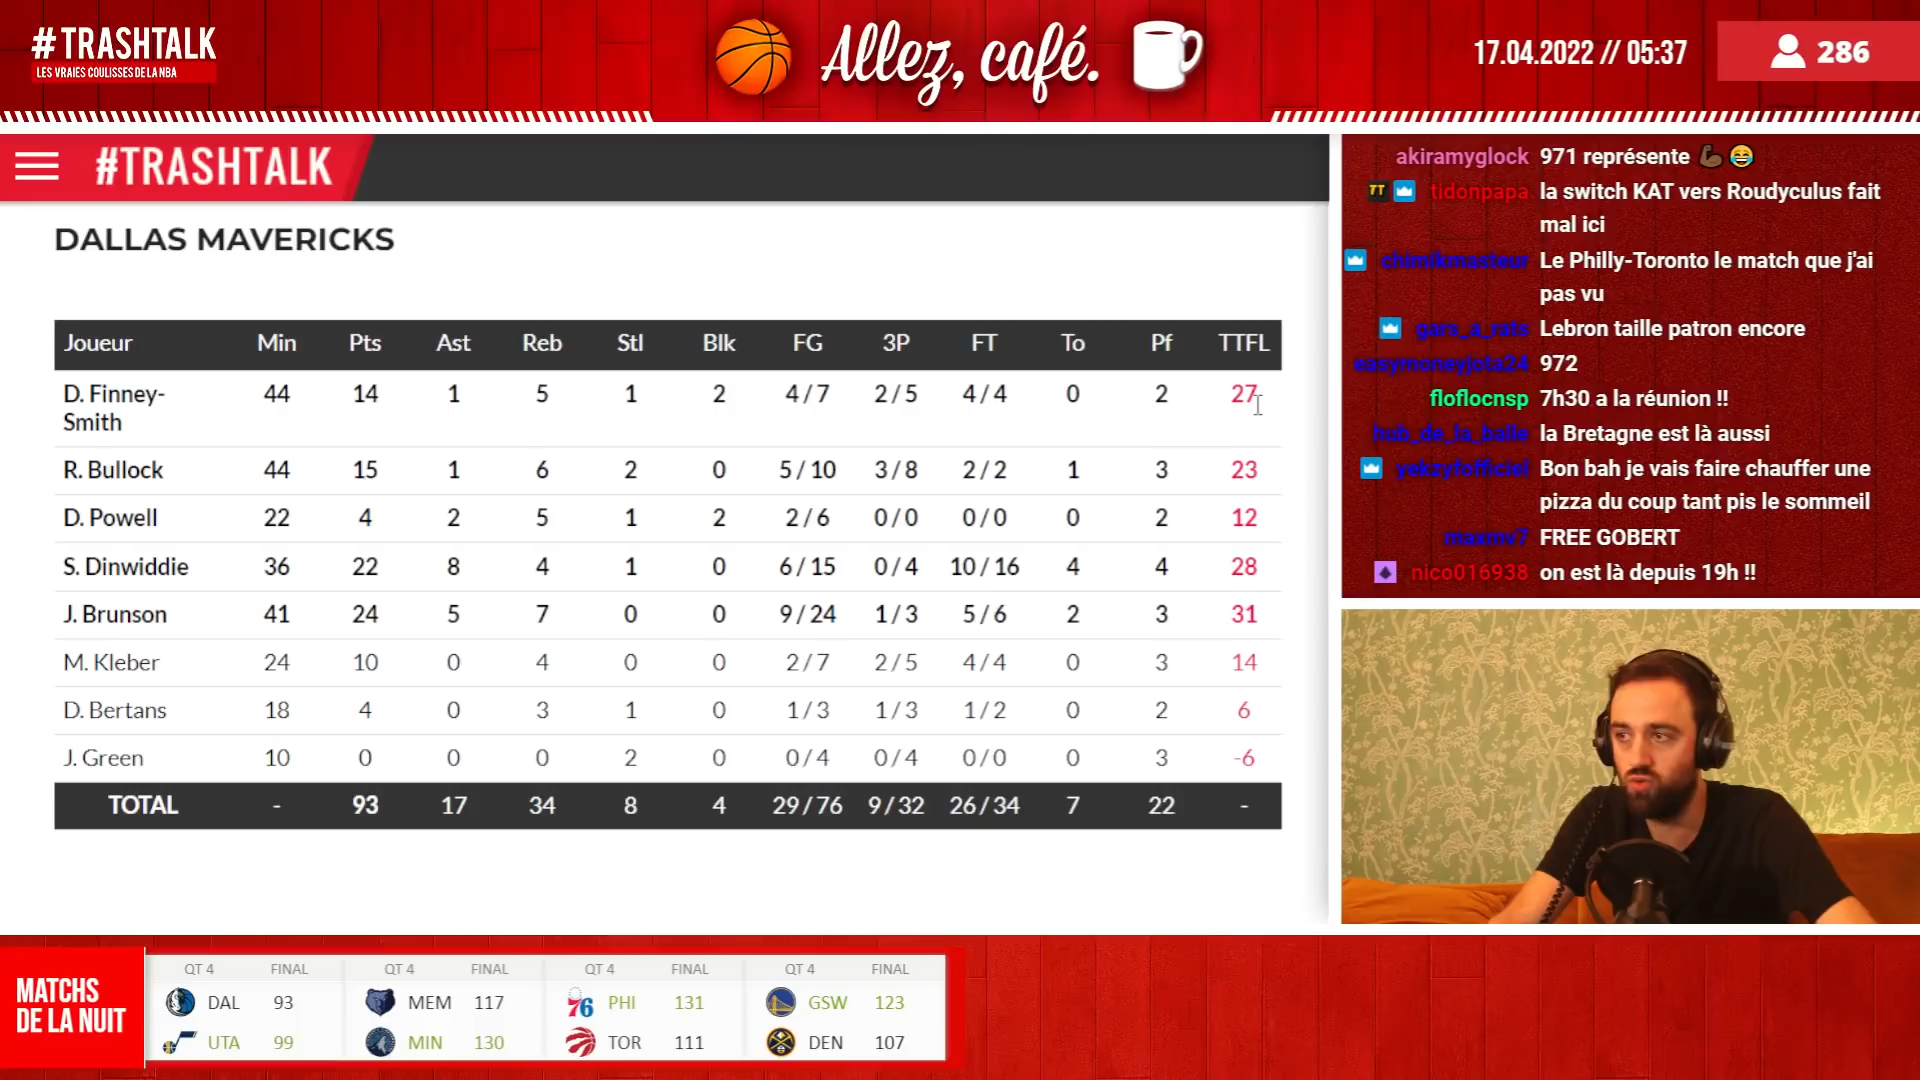 #TRASHTALK
LES VRAIES COULISSES DE LA NBA
Allez, café.
17.04.2022 // 05:37
286
#TRASHTALK
DALLAS MAVERICKS
Joueur Min Pts Ast Reb Stl Blk FG 3P FT To Pf TTFL
D. Finney-
Smith 44 14 1 5 1 2 4/7 2/5 4/4 0 2 27
R. Bullock 44 15 1 6 2 0 5/10 3/8 2/2 1 3 23
D. Powell 22 4 2 5 1 2 2/6 0/0 0/0 0 2 12
S. Dinwiddie 36 22 8 4 1 0 6/15 0/4 10/16 4 4 28
J. Brunson 41 24 5 7 0 0 9/24 1/3 5/6 2 3 31
M. Kleber 24 10 0 4 0 0 2/7 2/5 4/4 0 3 14
D. Bertans 18 4 0 3 1 0 1/3 1/3 1/2 0 2 6
J. Green 10 0 0 0 2 0 0/4 0/4 0/0 0 3 -6
TOTAL - 93 17 34 8 4 29/76 9/32 26/34 7 22 -
akiramyglock 971 représente
TT tidonpapa la switch KAT vers Roudyculus fait
mal ici
chimikmasteur Le Philly-Toronto le match que j'ai
pas vu
gars_a_rats Lebron taille patron encore
easymoneyjota24 972
floflocnsp 7h30 a la réunion !!
hub_de_la_balle la Bretagne est là aussi
yekzyfofficiel Bon bah je vais faire chauffer une
pizza du coup tant pis le sommeil
maxmv7 FREE GOBERT
nico016938 on est là depuis 19h !!
MATCHS
DE LA NUIT
QT 4 FINAL
DAL 93
UTA 99
QT 4 FINAL
MEM 117
MIN 130
QT 4 FINAL
76 PHI 131
TOR 111
QT 4 FINAL
GSW 123
DEN 107